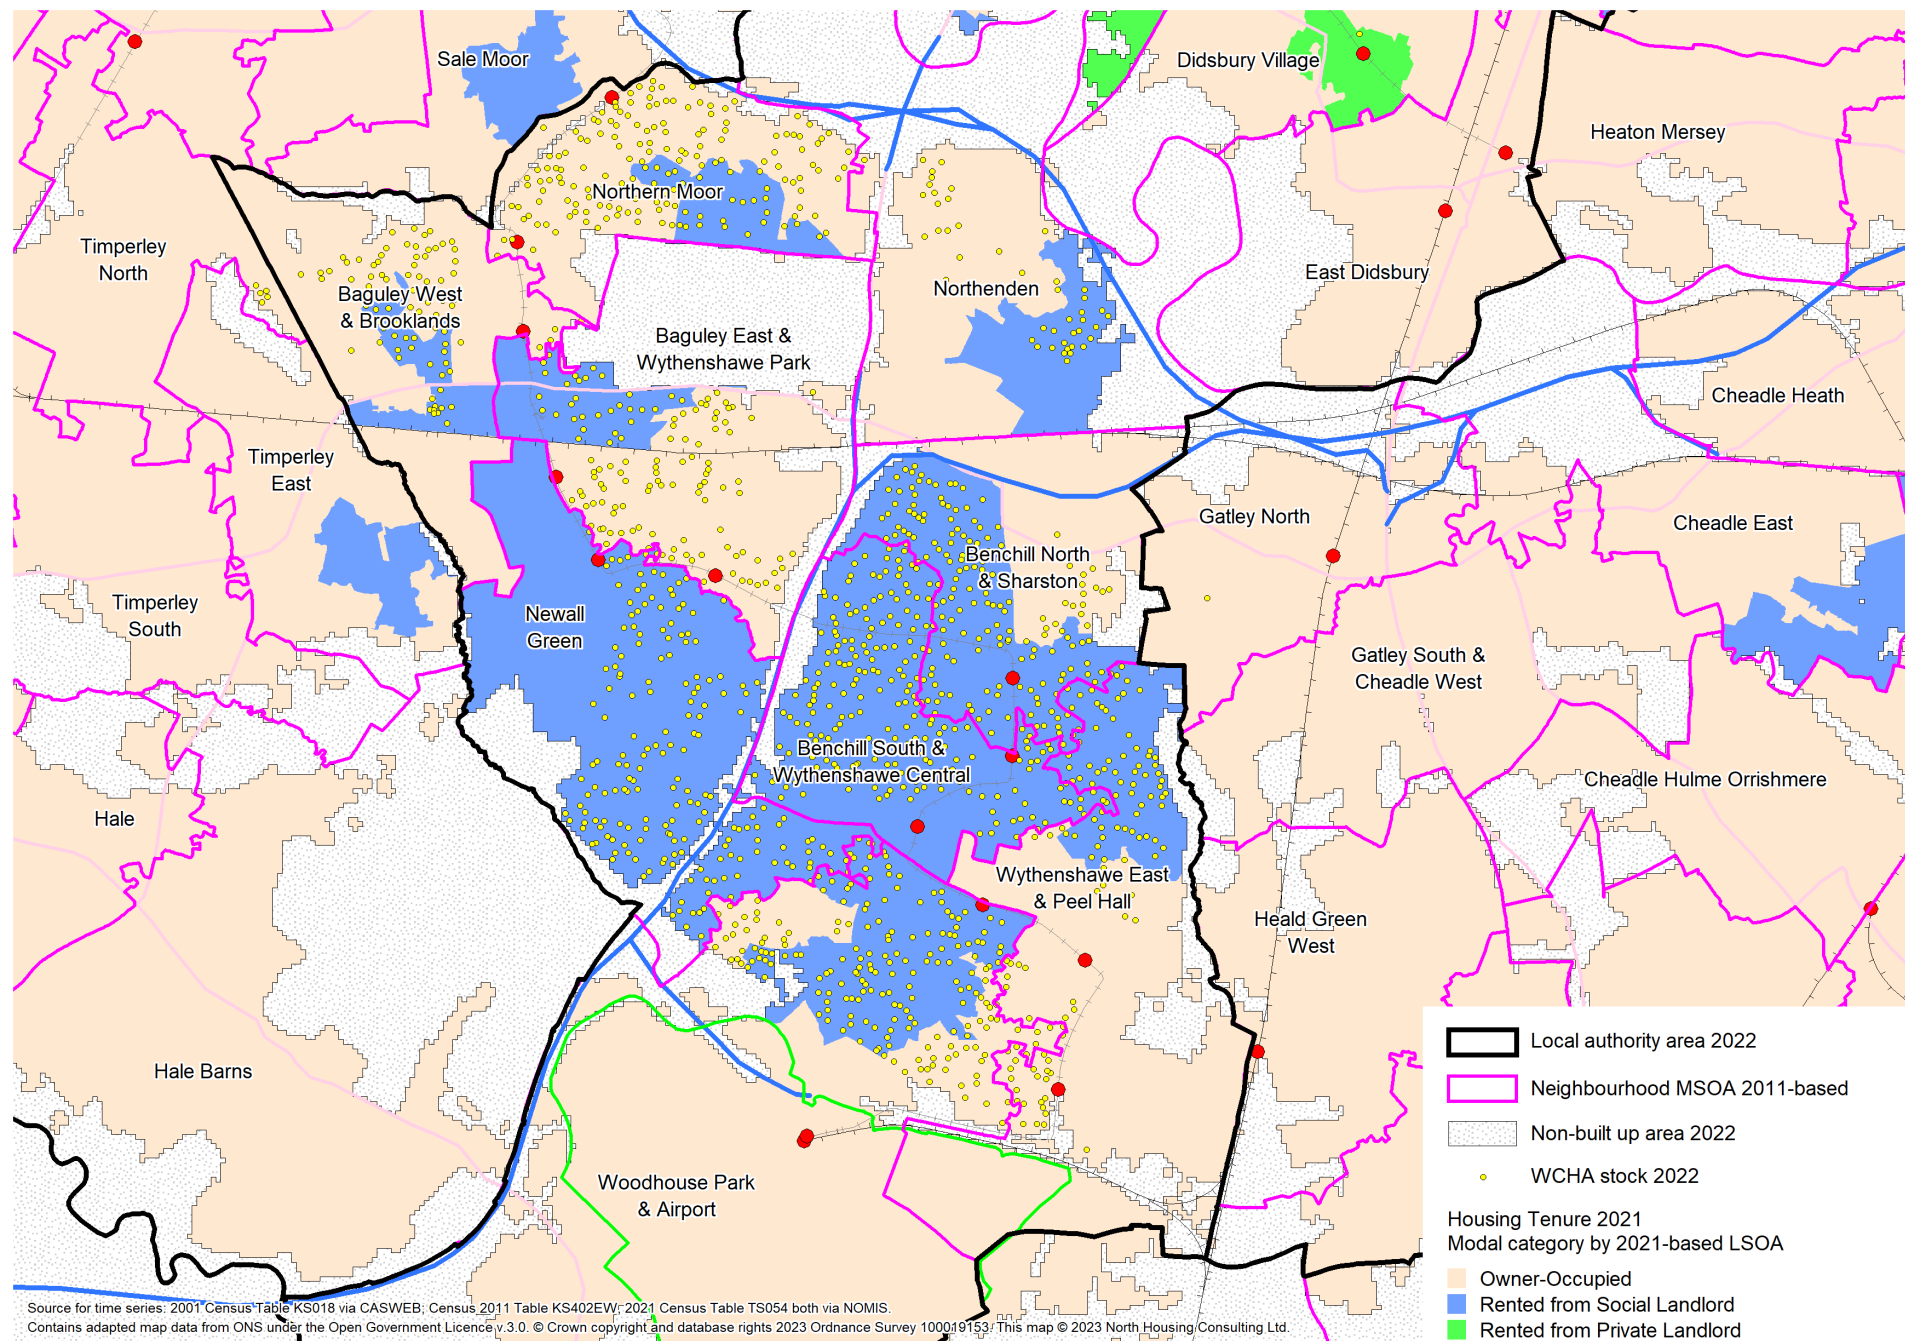 Sale Moor
Didsbury Village
Heaton Mersey
Northern Moor
Timperley
North
East Didsbury
Baguley West
& Brooklands
Northenden
Baguley East &
Wythenshawe Park
Cheadle Heath
Timperley
East
Gatley North
Cheadle East
Benchill North
& Sharston
Timperley
South
Newall
Green
Gatley South &
Cheadle West
Benchill South &
Wythenshawe Central
Cheadle Hulme Orrishmere
Hale
Wythenshawe East
& Peel Hall
Heald Green
West
Hale Barns
Woodhouse Park
& Airport
Local authority area 2022
Neighbourhood MSOA 2011-based
Non-built up area 2022
WCHA stock 2022
Housing Tenure 2021
Modal category by 2021-based LSOA
Owner-Occupied
Rented from Social Landlord
Rented from Private Landlord
Source for time series: 2001 Census Table KS018 via CASWEB; Census 2011 Table KS402EW; 2021 Census Table TS054 both via NOMIS.
Contains adapted map data from ONS under the Open Government Licence v.3.0. © Crown copyright and database rights 2023 Ordnance Survey 100019153. This map © 2023 North Housing Consulting Ltd.